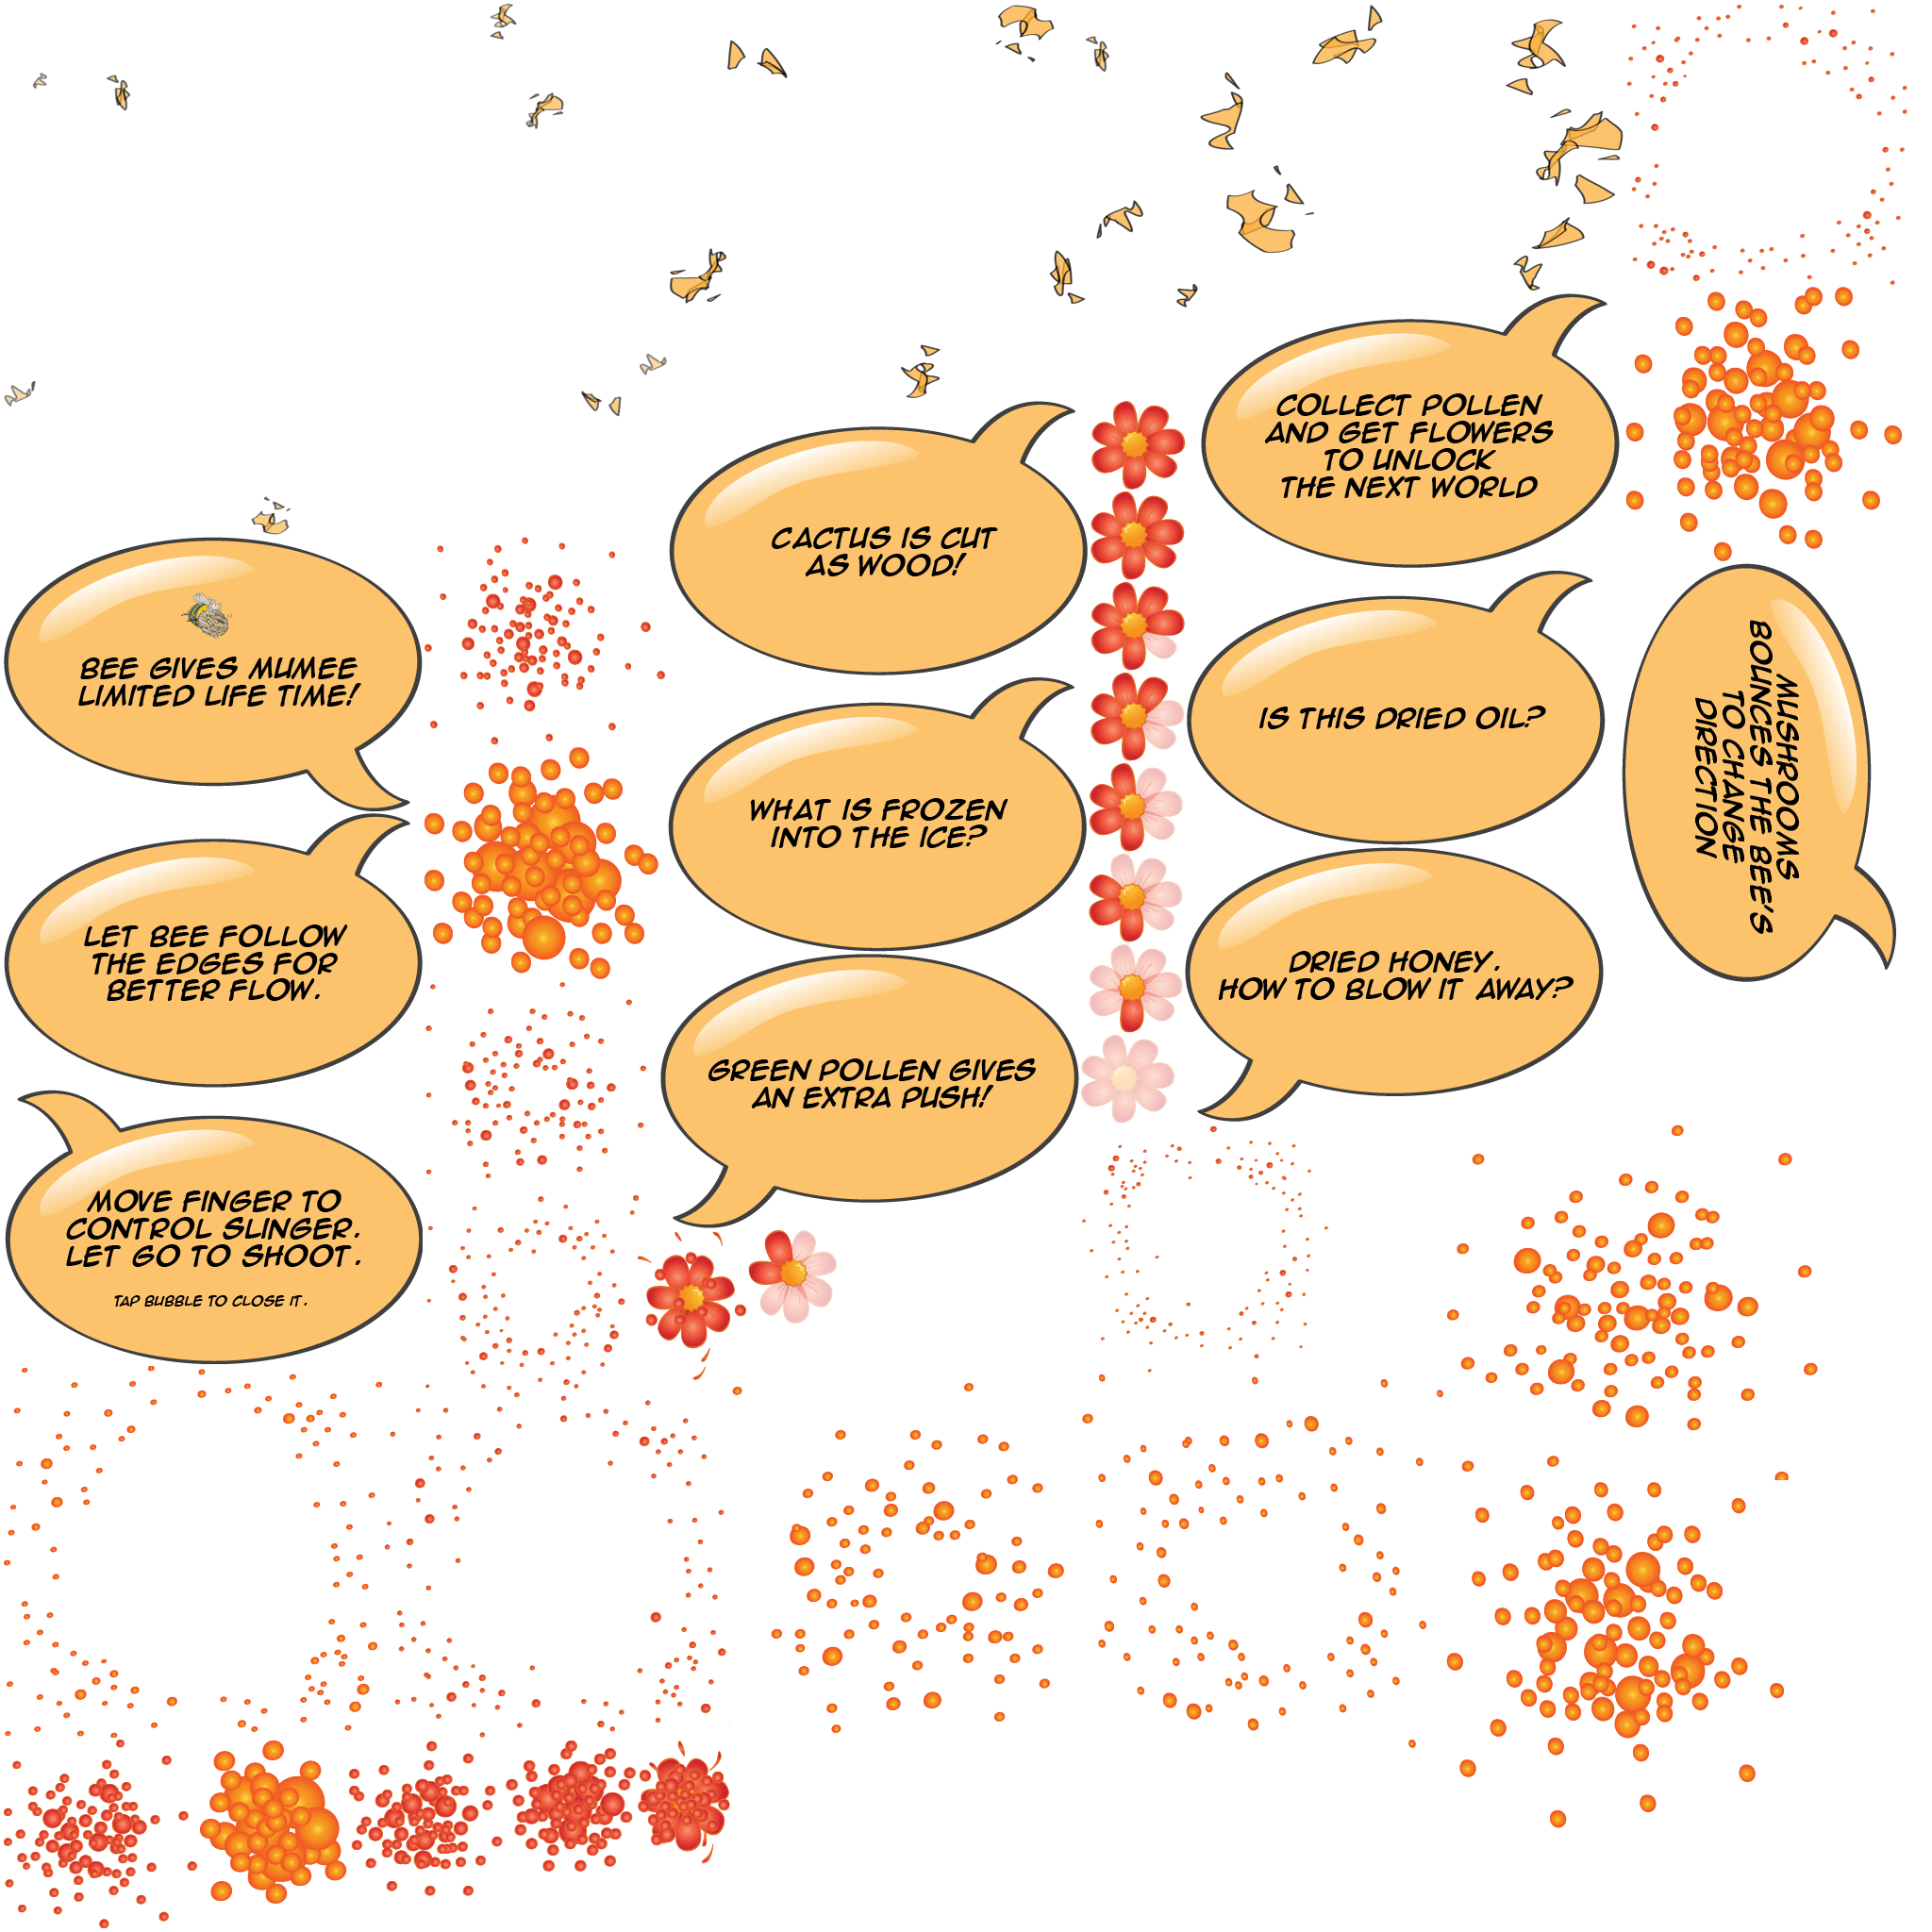 COLLECT POLLEN
AND GET FLOWERS
TO UNLOCK
THE NEXT WORLD
CACTUS IS CUT
AS WOOD!
BEE GIVES MUMEE
LIMITED LIFE TIME!
IS THIS DRIED OIL?
MUSHROOMS
BOUNCES THE BEE'S
TO CHANGE
DIRECTION
WHAT IS FROZEN
INTO THE ICE?
LET BEE FOLLOW
THE EDGES FOR
BETTER FLOW.
DRIED HONEY.
HOW TO BLOW IT AWAY?
GREEN POLLEN GIVES
AN EXTRA PUSH!
MOVE FINGER TO
CONTROL SLINGER.
LET GO TO SHOOT.
TAP BUBBLE TO CLOSE IT.